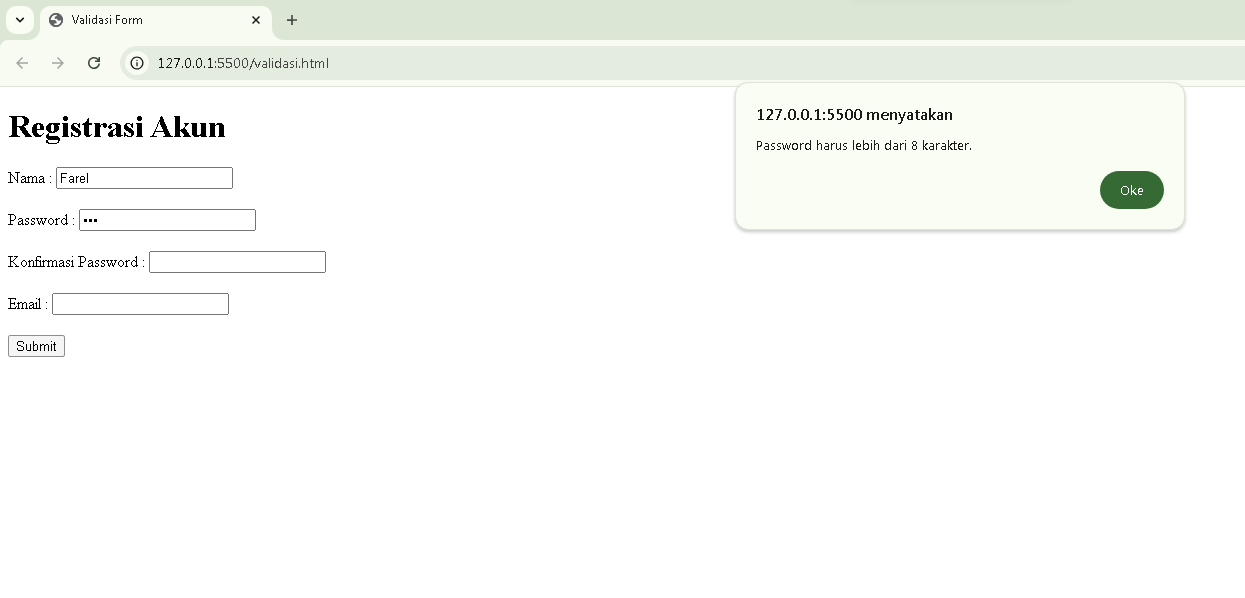 Validasi Form
127.0.0.1:5500/validasi.html
127.0.0.1:5500 menyatakan
Password harus lebih dari 8 karakter.
Oke
Registrasi Akun
Nama : Farel
Password : •••
Konfirmasi Password :
Email :
Submit